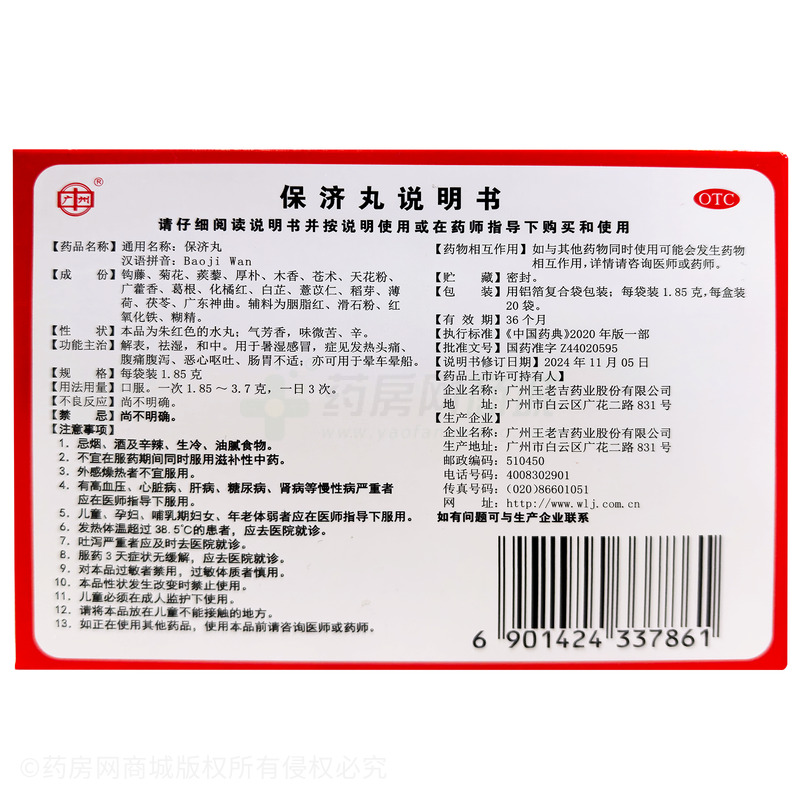 广州®
保济丸说明书
OTC
请仔细阅读说明书并按说明使用或在药师指导下购买和使用
【药品名称】通用名称：保济丸
汉语拼音：Baoji Wan
【成　份】钩藤、菊花、蒺藜、厚朴、木香、苍术、天花粉、
广藿香、葛根、化橘红、白芷、薏苡仁、稻芽、薄
荷、茯苓、广东神曲。辅料为胭脂红、滑石粉、红
氧化铁、糊精。
【性　状】本品为朱红色的水丸；气芳香，味微苦、辛。
【功能主治】解表，祛湿，和中。用于暑湿感冒，症见发热头痛、
腹痛腹泻、恶心呕吐、肠胃不适；亦可用于晕车晕船。
【规　格】每袋装1.85克
【用法用量】口服。一次1.85～3.7克，一日3次。
【不良反应】尚不明确。
【禁　忌】尚不明确。
【注意事项】
1. 忌烟、酒及辛辣、生冷、油腻食物。
2. 不宜在服药期间同时服用滋补性中药。
3. 外感燥热者不宜服用。
4. 有高血压、心脏病、肝病、糖尿病、肾病等慢性病严重者
应在医师指导下服用。
5. 儿童、孕妇、哺乳期妇女、年老体弱者应在医师指导下服用。
6. 发热体温超过38.5℃的患者，应去医院就诊。
7. 吐泻严重者应及时去医院就诊。
8. 服药3天症状无缓解，应去医院就诊。
9. 对本品过敏者禁用，过敏体质者慎用。
10. 本品性状发生改变时禁止使用。
11. 儿童必须在成人监护下使用。
12. 请将本品放在儿童不能接触的地方。
13. 如正在使用其他药品，使用本品前请咨询医师或药师。
【药物相互作用】如与其他药物同时使用可能会发生药物
相互作用，详情请咨询医师或药师。
【贮　藏】密封。
【包　装】用铝箔复合袋包装；每袋装1.85克，每盒装
20袋。
【有 效 期】36个月
【执行标准】《中国药典》2020年版一部
【批准文号】国药准字Z44020595
【说明书修订日期】2024年11月05日
【药品上市许可持有人】
企业名称：广州王老吉药业股份有限公司
地　址：广州市白云区广花二路831号
【生产企业】
企业名称：广州王老吉药业股份有限公司
生产地址：广州市白云区广花二路831号
邮政编码：510450
电话号码：4008302901
传真号码：（020）86601051
网　址：http://www.wlj.com.cn
如有问题可与生产企业联系
6 901424 337861
©药房网商城版权所有侵权必究